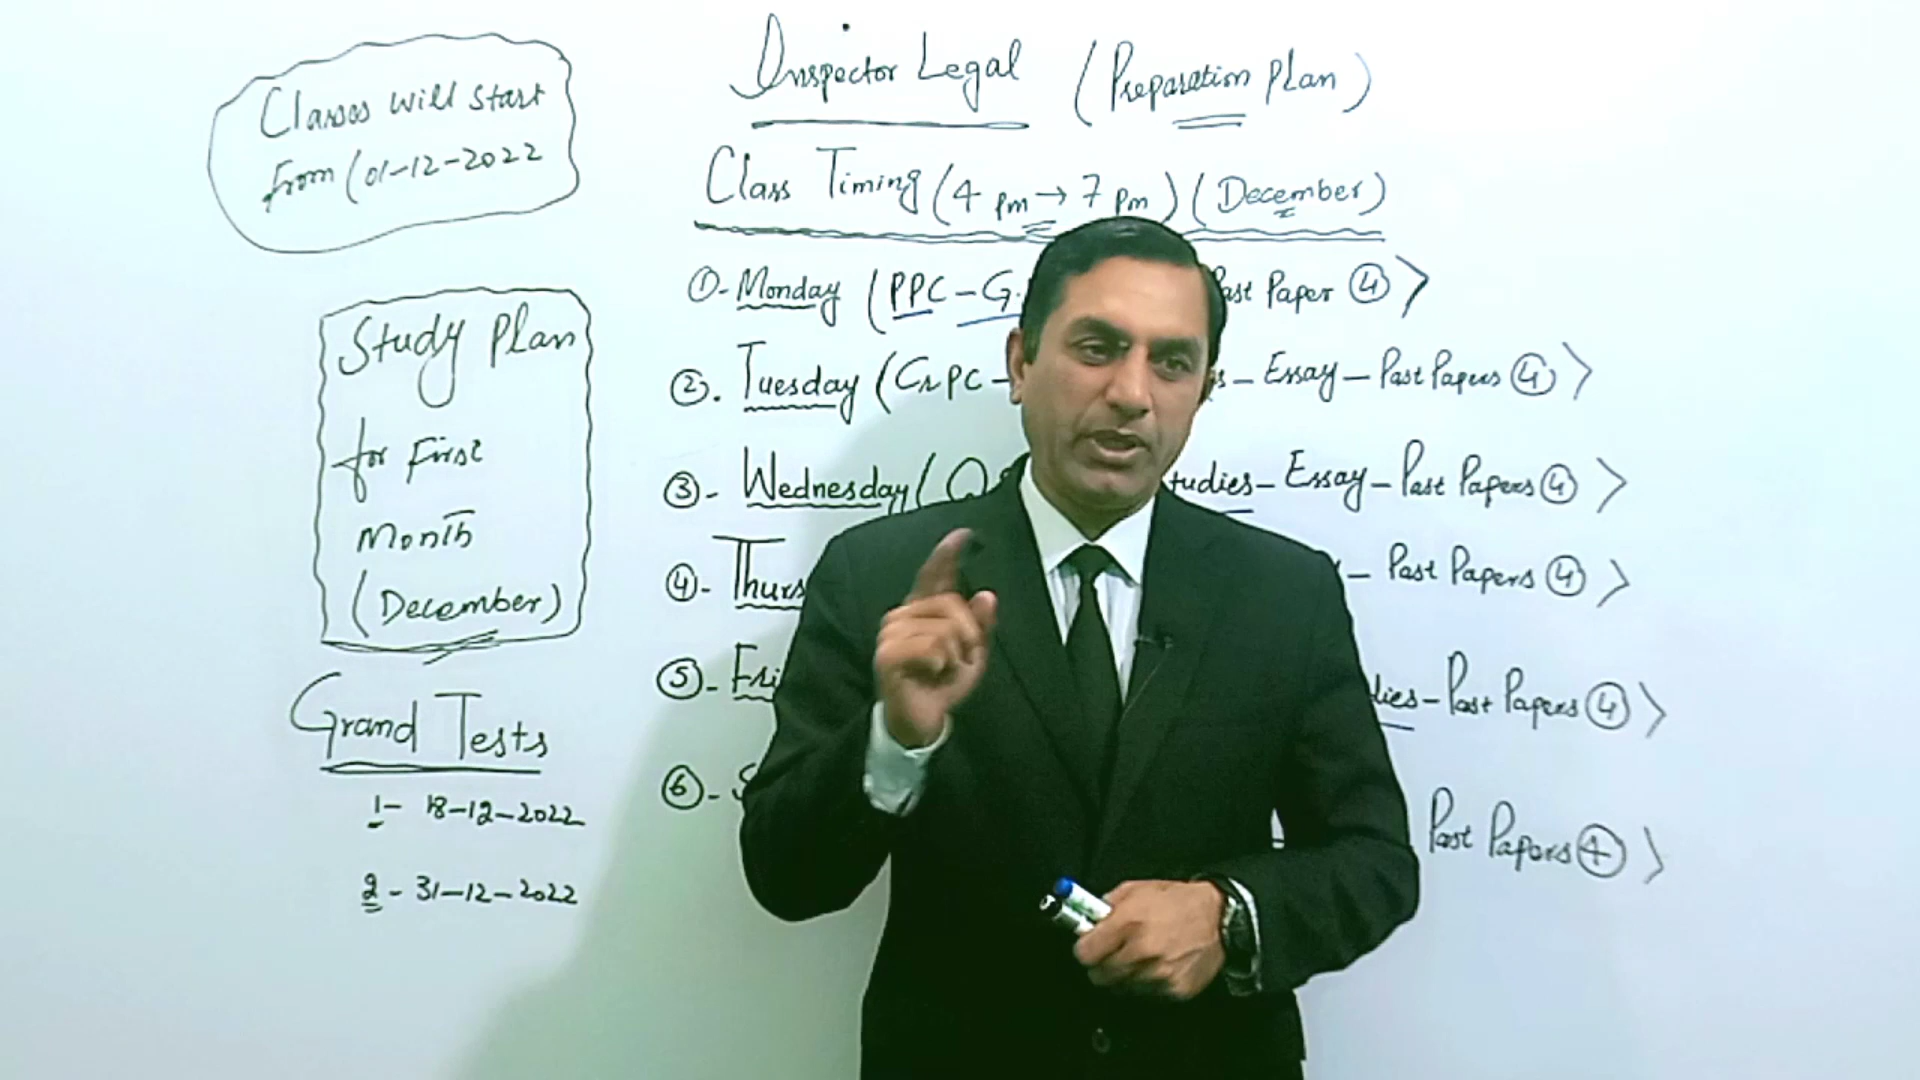 Classes will start
from (01-12-2022
Study Plan
for First
Month
(December)
Grand Tests
1- 18-12-2022
2- 31-12-2022
Inspector Legal (Preparation Plan)
Class Timing (4 pm → 7 pm) (December)
①- Monday (PPC - G. Past Paper ④ >
②. Tuesday (CrPC - s - Essay - Past Papers ④ >
③- Wednesday ( Q tudies - Essay - Past Papers ④ >
④- Thurs - Past Papers ④ >
⑤- Fri dies - Past Papers ④ >
⑥- S Past Papers ④ >